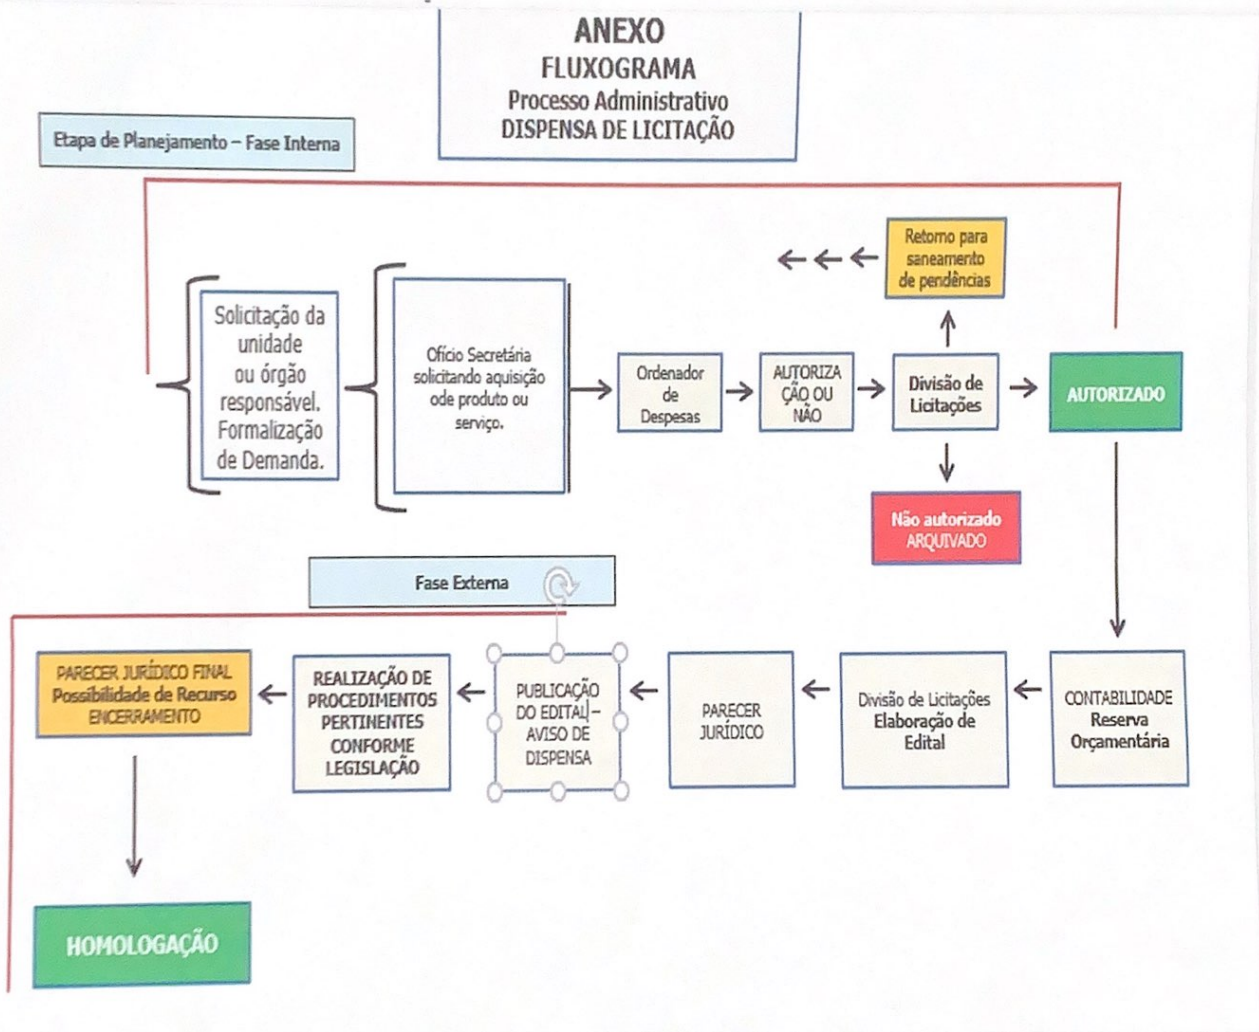 ANEXO
FLUXOGRAMA
Processo Administrativo
DISPENSA DE LICITAÇÃO
Etapa de Planejamento – Fase Interna
Retorno para
saneamento
de pendências
Solicitação da
unidade
ou órgão
responsável.
Formalização
de Demanda.
Ofício Secretária
solicitando aquisição
ode produto ou
serviço.
Ordenador
de
Despesas
AUTORIZA
ÇÃO OU
NÃO
Divisão de
Licitações
AUTORIZADO
Não autorizado
ARQUIVADO
Fase Externa
PARECER JURÍDICO FINAL
Possibilidade de Recurso
ENCERRAMENTO
REALIZAÇÃO DE
PROCEDIMENTOS
PERTINENTES
CONFORME
LEGISLAÇÃO
PUBLICAÇÃO
DO EDITAL –
AVISO DE
DISPENSA
PARECER
JURÍDICO
Divisão de Licitações
Elaboração de
Edital
CONTABILIDADE
Reserva
Orçamentária
HOMOLOGAÇÃO